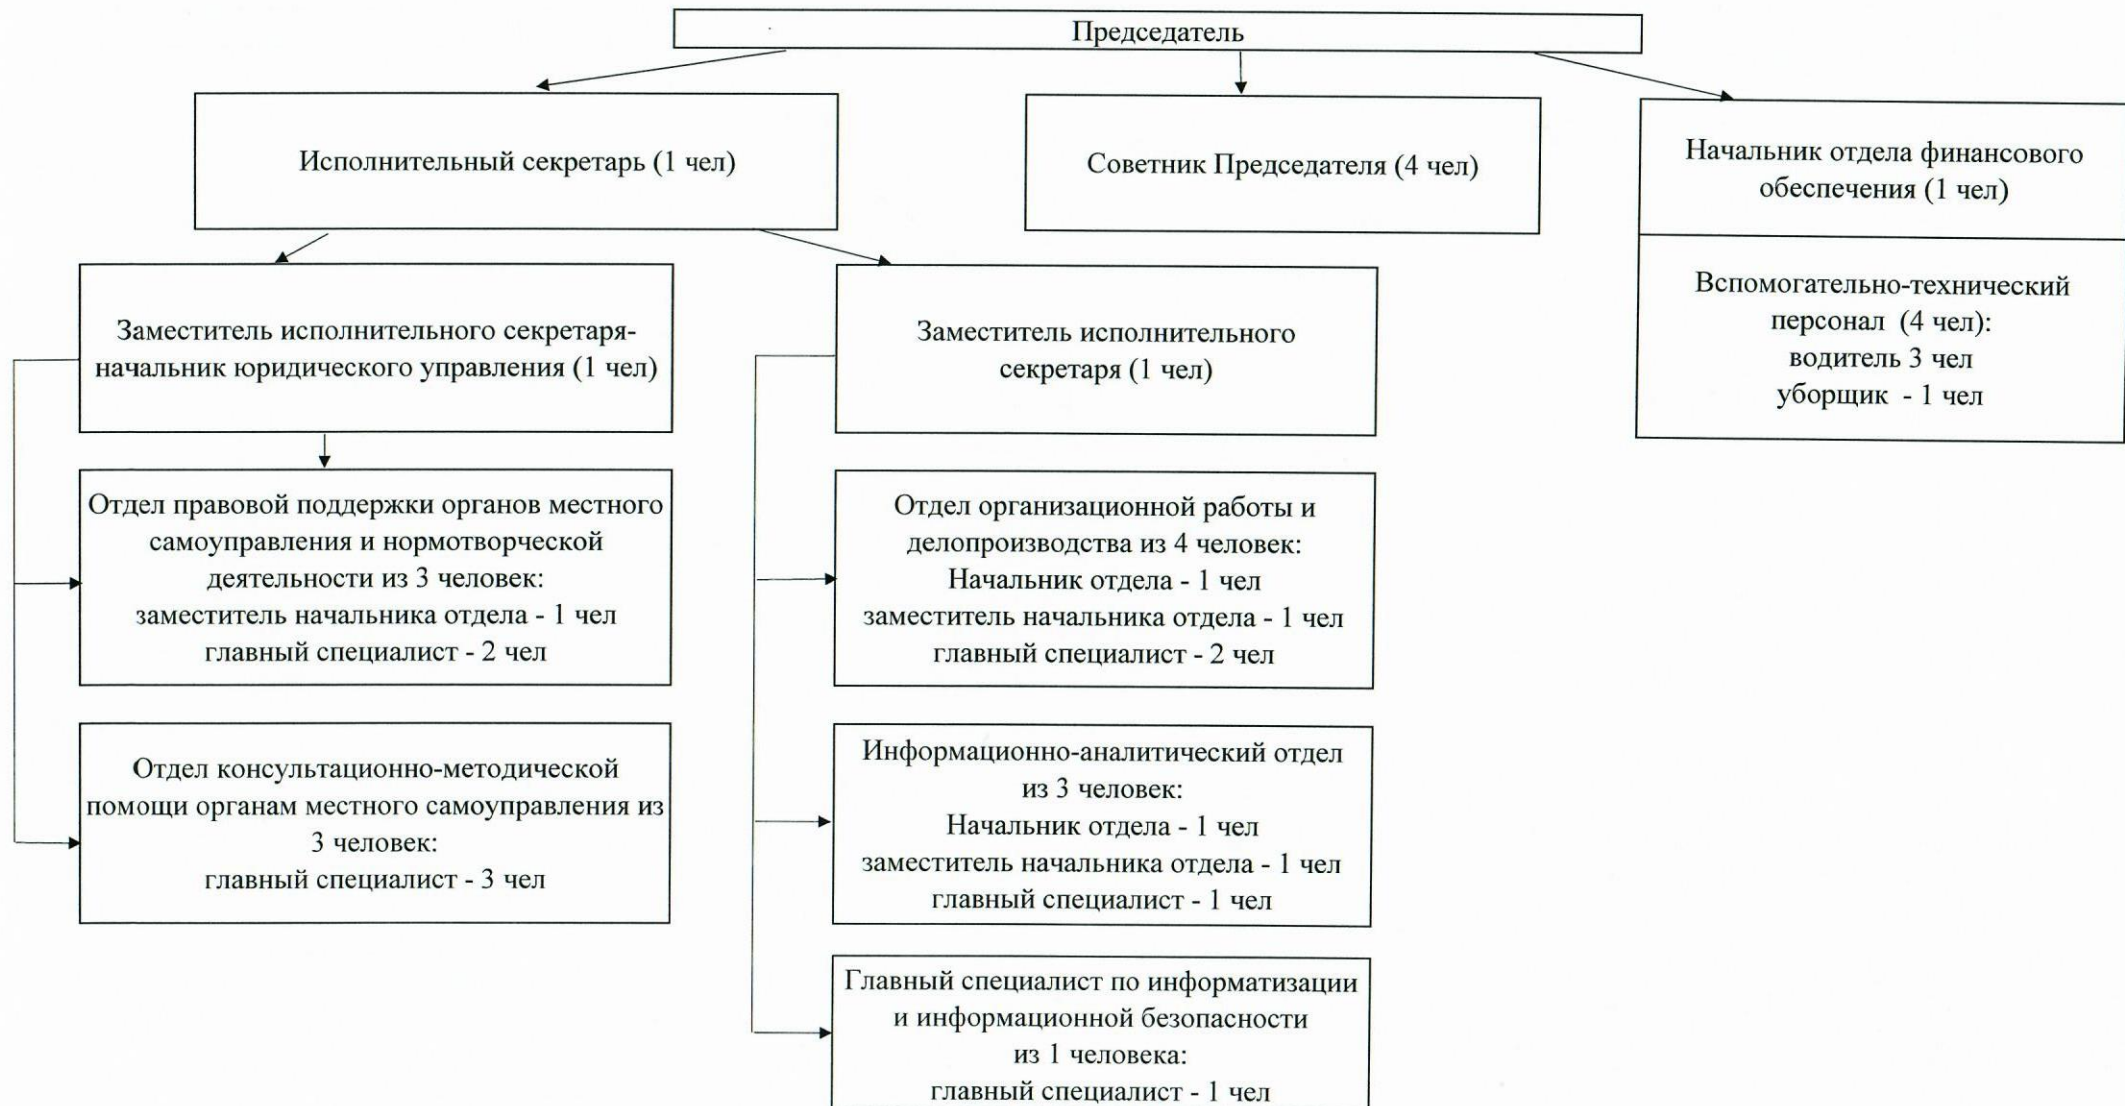 Председатель
Исполнительный секретарь (1 чел)
Советник Председателя (4 чел)
Начальник отдела финансового
обеспечения (1 чел)
Вспомогательно-технический
персонал (4 чел):
водитель 3 чел
уборщик - 1 чел
Заместитель исполнительного секретаря-
начальник юридического управления (1 чел)
Заместитель исполнительного
секретаря (1 чел)
Отдел правовой поддержки органов местного
самоуправления и нормотворческой
деятельности из 3 человек:
заместитель начальника отдела - 1 чел
главный специалист - 2 чел
Отдел организационной работы и
делопроизводства из 4 человек:
Начальник отдела - 1 чел
заместитель начальника отдела - 1 чел
главный специалист - 2 чел
Отдел консультационно-методической
помощи органам местного самоуправления из
3 человек:
главный специалист - 3 чел
Информационно-аналитический отдел
из 3 человек:
Начальник отдела - 1 чел
заместитель начальника отдела - 1 чел
главный специалист - 1 чел
Главный специалист по информатизации
и информационной безопасности
из 1 человека:
главный специалист - 1 чел